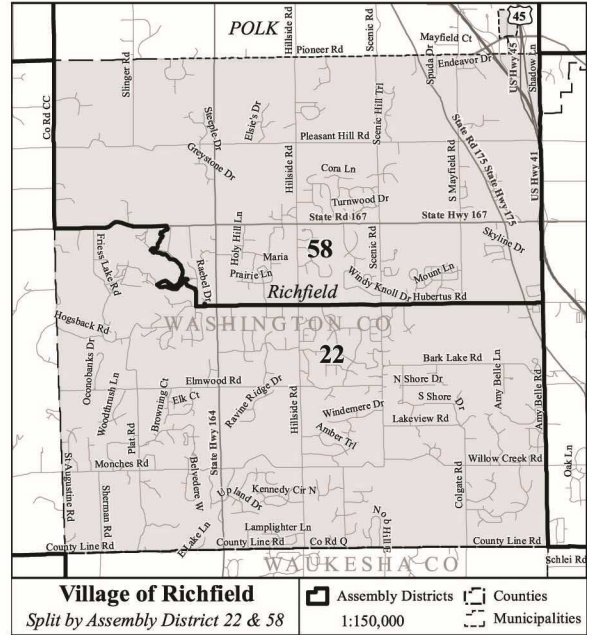 45
POLK
Hillside Rd
Scenic Rd
Mayfield Ct
Pioneer Rd
Spuda Dr
Endeavor Dr
US Hwy 45
Shadow Ln
Slinger Rd
Co Rd CC
Steeple Dr
Elsie's Dr
Scenic Hill Trl
Pleasant Hill Rd
Greystone Dr
Hillside Rd
State Rd 175 State Hwy 175
S Mayfield Rd
US Hwy 41
Cora Ln
Turnwood Dr
State Rd 167
State Hwy 167
Friess Lake Rd
Holy Hill Ln
Maria
58
Scenic Rd
Skyline Dr
Raebel Dr
Prairie Ln
Windy Knoll Dr
Mount Ln
Richfield
Hubertus Rd
Hogsback Rd
WASHINGTON CO
22
Oconobanks Dr
Bark Lake Rd
Woodthrush Ln
Browning Ct
Elmwood Rd
Elk Ct
State Hwy 164
Ravine Ridge Dr
Hillside Rd
N Shore Dr
S Shore Dr
Amy Belle Ln
Amy Belle Rd
Windemere Dr
Lakeview Rd
Plat Rd
Amber Trl
St Augustine Rd
Monches Rd
Belvedere W
Willow Creek Rd
Colgate Rd
Oak Ln
Sherman Rd
Upland Dr
Kennedy Cir N
Nob Hill E
E Lake Ln
Lamplighter Ln
County Line Rd
County Line Rd
Co Rd Q
County Line Rd
WAUKESHA CO
Schlei Rd
Village of Richfield
Split by Assembly District 22 & 58
Assembly Districts
Counties
1:150,000
Municipalities